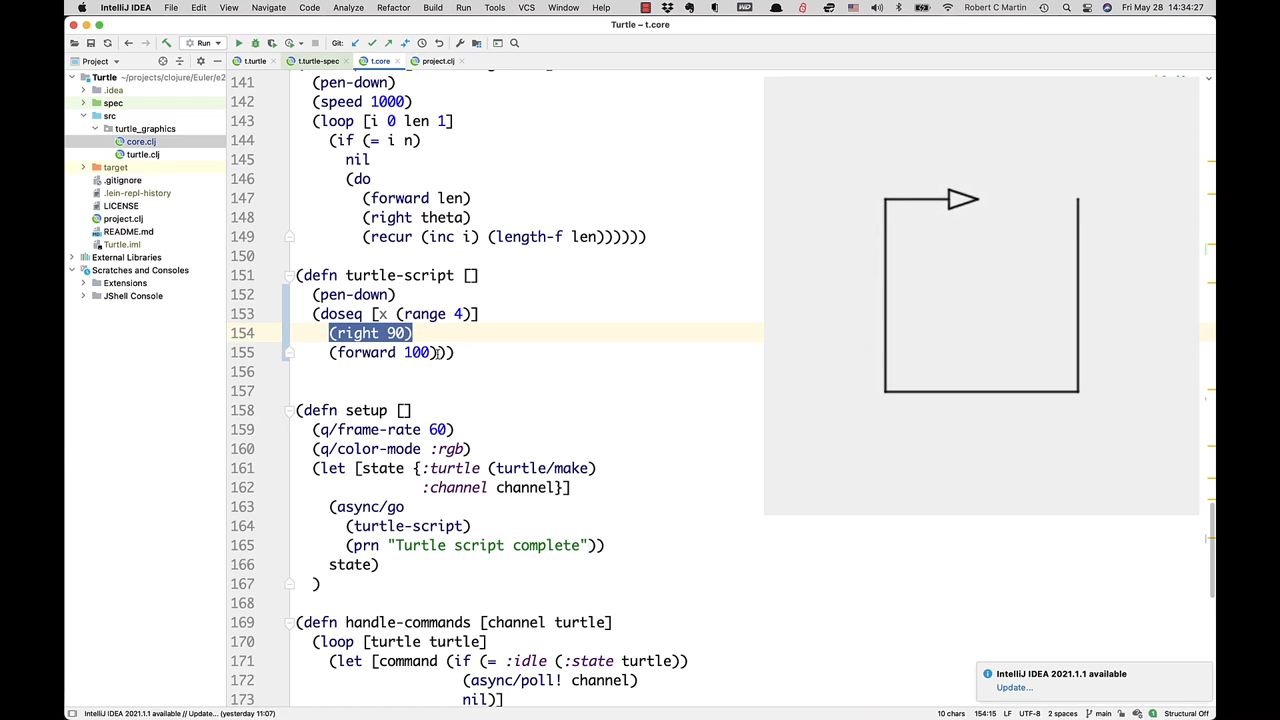 IntelliJ IDEA File Edit View Navigate Code Analyze Refactor Build Run Tools VCS Window Help Robert C Martin Fri May 28 14:34:27
Turtle – t.core
Run Git:
Project t.turtle t.turtle-spec t.core project.clj
Turtle ~/projects/clojure/Euler/e2
.idea
spec
src
turtle_graphics
core.clj
turtle.clj
target
.gitignore
.lein-repl-history
LICENSE
project.clj
README.md
Turtle.iml
External Libraries
Scratches and Consoles
Extensions
JShell Console
141 (pen-down)
142 (speed 1000)
143 (loop [i 0 len 1]
144 (if (= i n)
145 nil
146 (do
147 (forward len)
148 (right theta)
149 (recur (inc i) (length-f len))))))
150
151 (defn turtle-script []
152 (pen-down)
153 (doseq [x (range 4)]
154 (right 90)
155 (forward 100)))
156
157
158 (defn setup []
159 (q/frame-rate 60)
160 (q/color-mode :rgb)
161 (let [state {:turtle (turtle/make)
162 :channel channel}]
163 (async/go
164 (turtle-script)
165 (prn "Turtle script complete"))
166 state)
167 )
168
169 (defn handle-commands [channel turtle]
170 (loop [turtle turtle]
171 (let [command (if (= :idle (:state turtle))
172 (async/poll! channel)
173 nil)]
IntelliJ IDEA 2021.1.1 available
Update...
IntelliJ IDEA 2021.1.1 available // Update... (yesterday 11:07) 10 chars 154:15 LF UTF-8 2 spaces main Structural Off